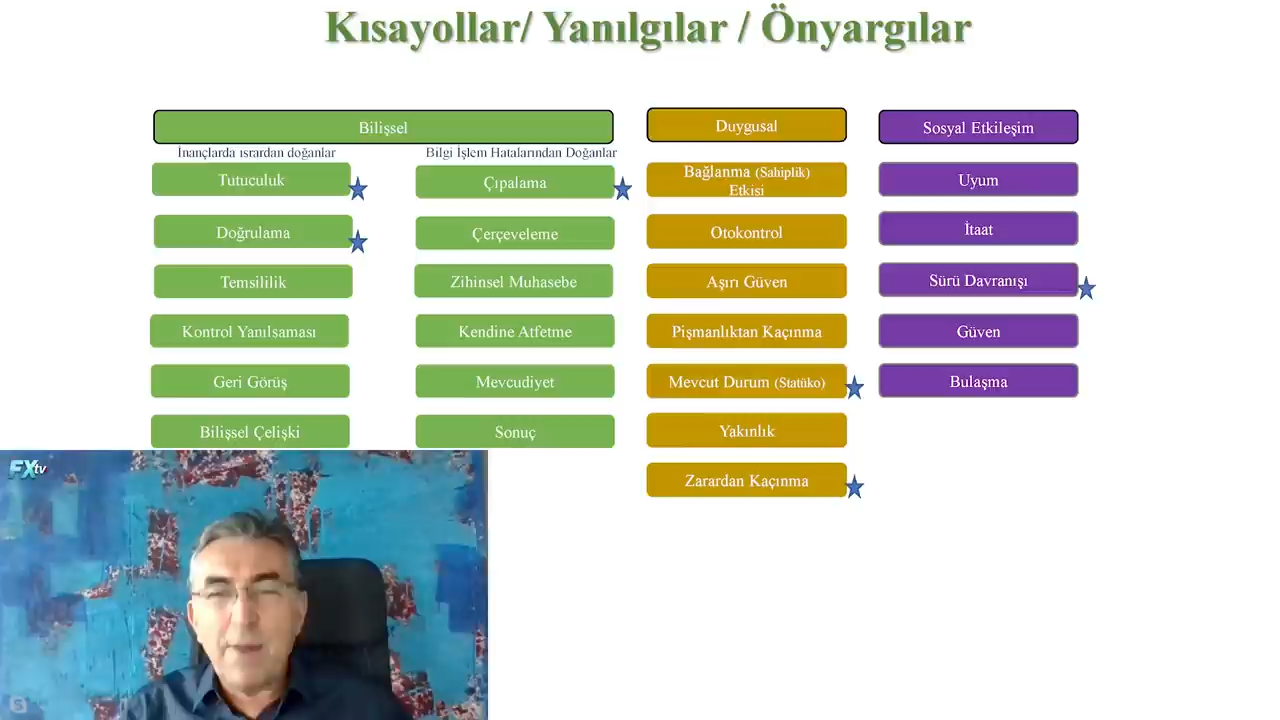 Kısayollar/ Yanılgılar / Önyargılar
Bilişsel
Duygusal
Sosyal Etkileşim
İnançlarda ısrardan doğanlar
Bilgi İşlem Hatalarından Doğanlar
Tutuculuk
Çıpalama
Bağlanma (Sahiplik)
Etkisi
Uyum
Doğrulama
Çerçeveleme
Otokontrol
İtaat
Temsililik
Zihinsel Muhasebe
Aşırı Güven
Sürü Davranışı
Kontrol Yanılsaması
Kendine Atfetme
Pişmanlıktan Kaçınma
Güven
Geri Görüş
Mevcudiyet
Mevcut Durum (Statüko)
Bulaşma
Bilişsel Çelişki
Sonuç
Yakınlık
Zarardan Kaçınma
FXtv